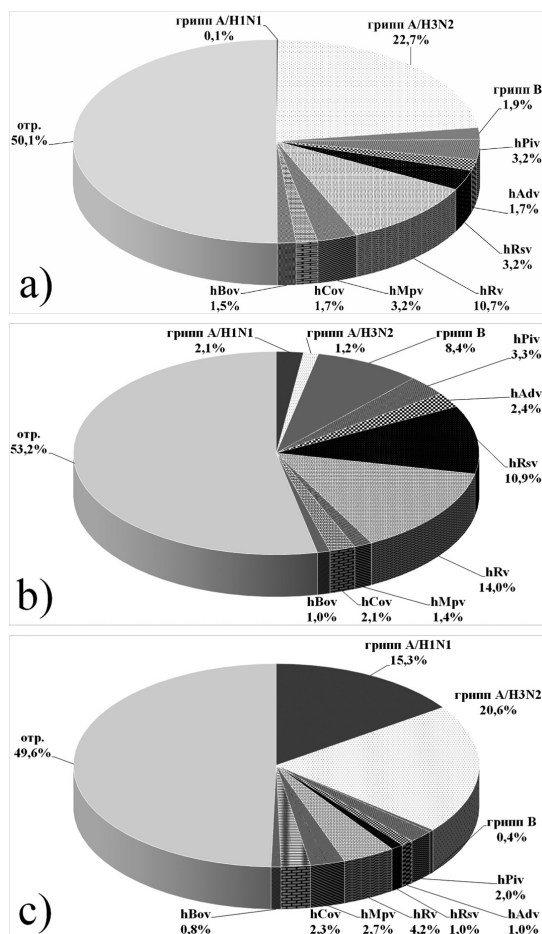 грипп А/H1N1
0,1%
грипп А/H3N2
22,7%
грипп В
1,9%
hPiv
3,2%
hAdv
1,7%
hRsv
3,2%
hRv
10,7%
hMpv
3,2%
hCov
1,7%
hBov
1,5%
отр.
50,1%
a)
грипп А/H1N1
2,1%
грипп А/H3N2
1,2%
грипп В
8,4%
hPiv
3,3%
hAdv
2,4%
hRsv
10,9%
hRv
14,0%
hMpv
1,4%
hCov
2,1%
hBov
1,0%
отр.
53,2%
b)
грипп А/H1N1
15,3%
грипп А/H3N2
20,6%
грипп В
0,4%
hPiv
2,0%
hAdv
1,0%
hRsv
1,0%
hRv
4,2%
hMpv
2,7%
hCov
2,3%
hBov
0,8%
отр.
49,6%
c)